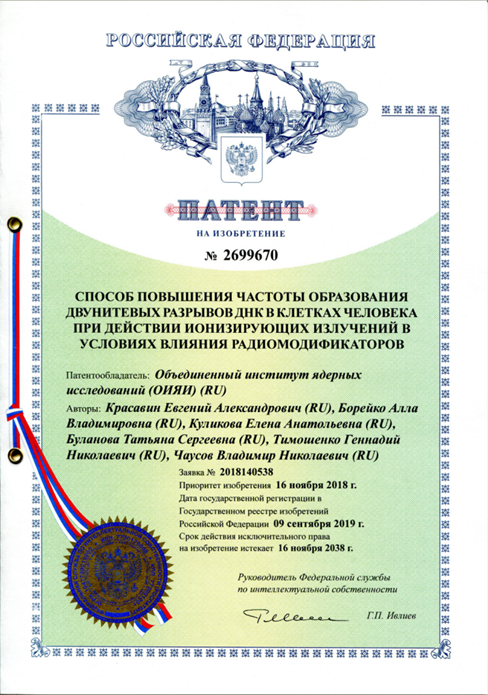 РОССИЙСКАЯ ФЕДЕРАЦИЯ
ПАТЕНТ
НА ИЗОБРЕТЕНИЕ
№ 2699670
СПОСОБ ПОВЫШЕНИЯ ЧАСТОТЫ ОБРАЗОВАНИЯ
ДВУНИТЕВЫХ РАЗРЫВОВ ДНК В КЛЕТКАХ ЧЕЛОВЕКА
ПРИ ДЕЙСТВИИ ИОНИЗИРУЮЩИХ ИЗЛУЧЕНИЙ В
УСЛОВИЯХ ВЛИЯНИЯ РАДИОМОДИФИКАТОРОВ
Патентообладатель: Объединенный институт ядерных
исследований (ОИЯИ) (RU)
Авторы: Красавин Евгений Александрович (RU), Борейко Алла
Владимировна (RU), Куликова Елена Анатольевна (RU),
Буланова Татьяна Сергеевна (RU), Тимошенко Геннадий
Николаевич (RU), Чаусов Владимир Николаевич (RU)
Заявка № 2018140538
Приоритет изобретения 16 ноября 2018 г.
Дата государственной регистрации в
Государственном реестре изобретений
Российской Федерации 09 сентября 2019 г.
Срок действия исключительного права
на изобретение истекает 16 ноября 2038 г.
Руководитель Федеральной службы
по интеллектуальной собственности
Г.П. Ивлиев